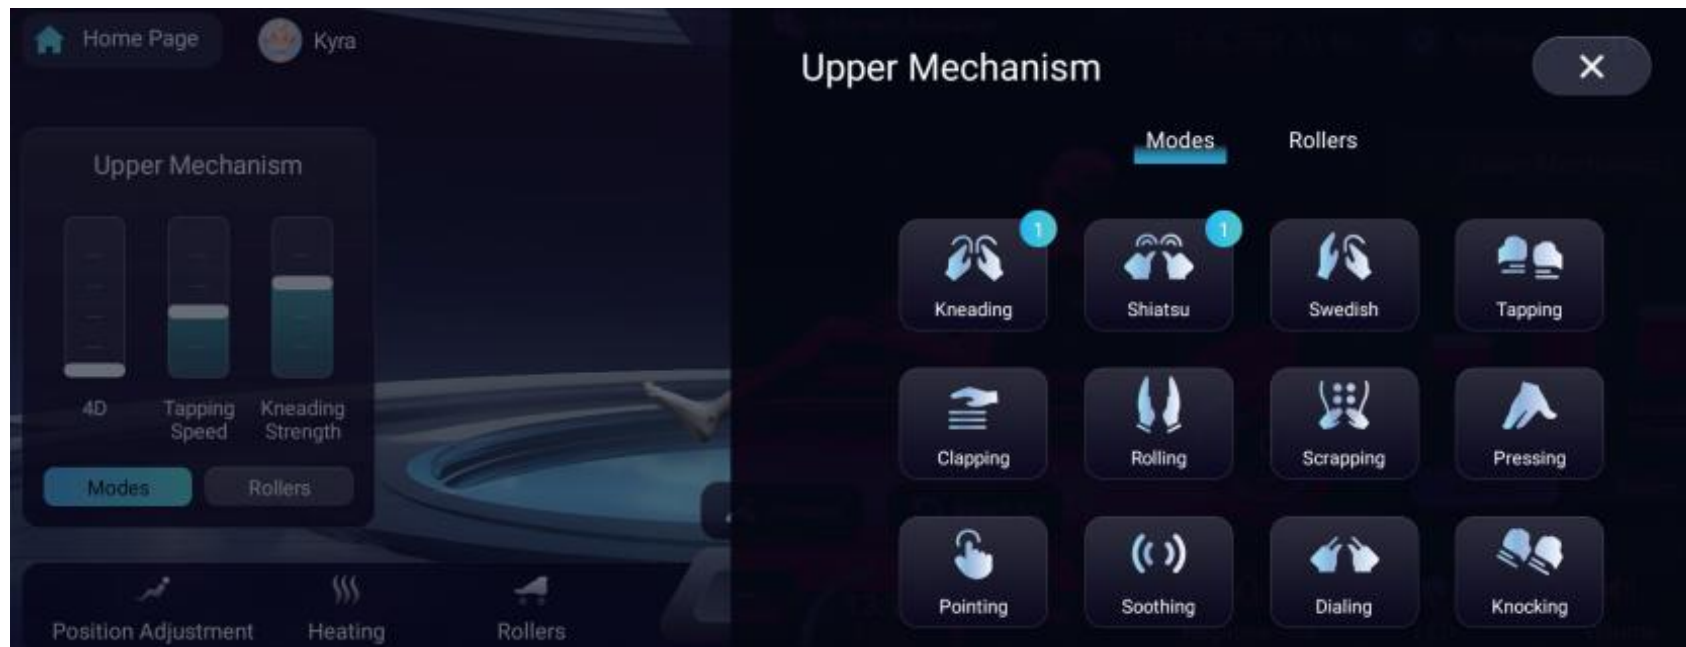 Home Page
Kyra
Upper Mechanism
4D
Tapping
Speed
Kneading
Strength
Modes
Rollers
Position Adjustment
Heating
Rollers
Upper Mechanism
Modes
Rollers
1
1
Kneading
Shiatsu
Swedish
Tapping
Clapping
Rolling
Scrapping
Pressing
Pointing
Soothing
Dialing
Knocking